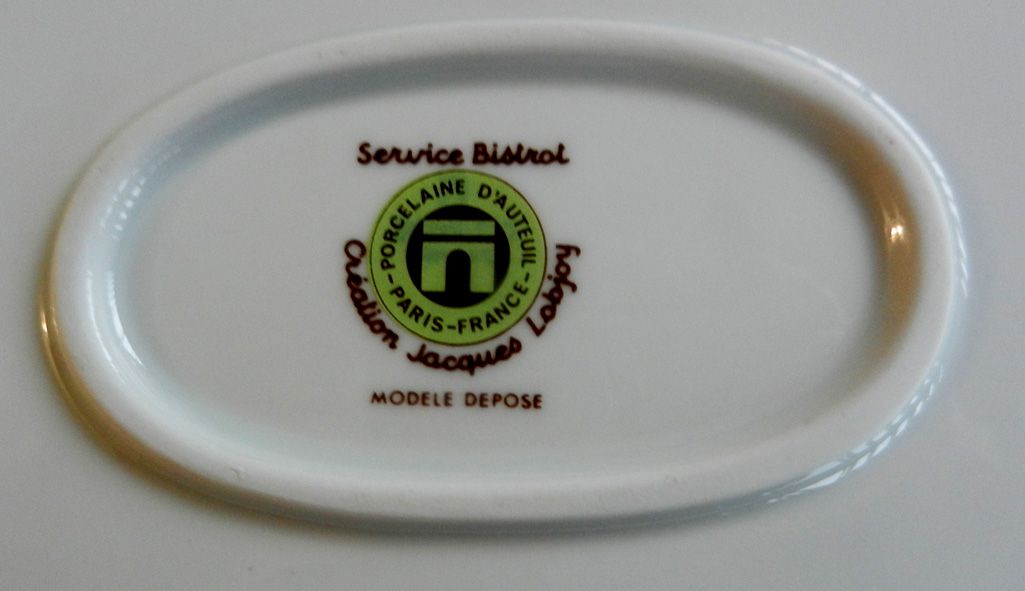 Service Bistrot
PORCELAINE D'AUTEUIL
-PARIS-FRANCE-
Création Jacques Lobjoy
MODELE DEPOSE